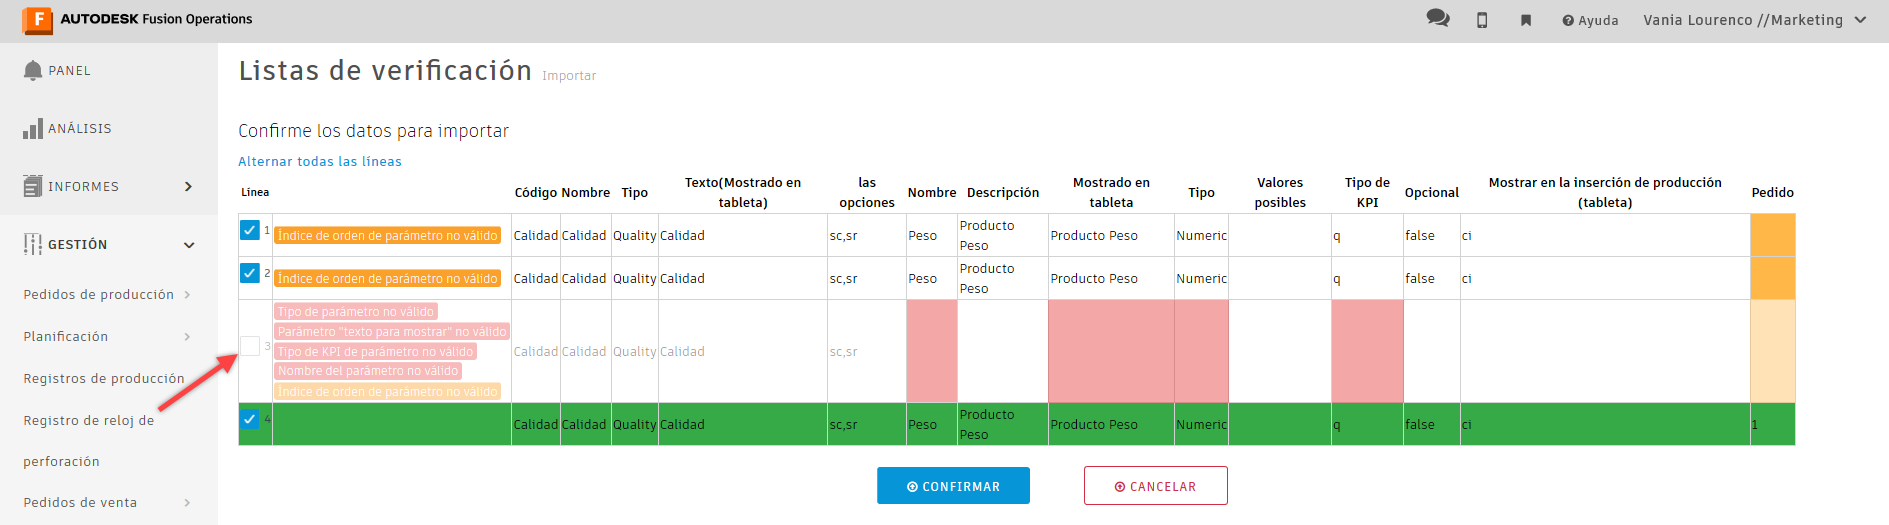 AUTODESK Fusion Operations
Ayuda
Vania Lourenco //Marketing
PANEL
ANÁLISIS
INFORMES
GESTIÓN
Pedidos de producción
Planificación
Registros de producción
Registro de reloj de
perforación
Pedidos de venta
Listas de verificación Importar
Confirme los datos para importar
Alternar todas las líneas
Línea Código Nombre Tipo Texto(Mostrado en tableta) las opciones Nombre Descripción Mostrado en tableta Tipo Valores posibles Tipo de KPI Opcional Mostrar en la inserción de producción (tableta) Pedido
1 Índice de orden de parámetro no válido Calidad Calidad Quality Calidad sc,sr Peso Producto Peso Producto Peso Numeric q false ci
2 Índice de orden de parámetro no válido Calidad Calidad Quality Calidad sc,sr Peso Producto Peso Producto Peso Numeric q false ci
3 Tipo de parámetro no válido
Parámetro "texto para mostrar" no válido
Tipo de KPI de parámetro no válido Calidad Calidad Quality Calidad sc,sr
Nombre del parámetro no válido
Índice de orden de parámetro no válido
4 Calidad Calidad Quality Calidad sc,sr Peso Producto Peso Producto Peso Numeric q false ci 1
CONFIRMAR
CANCELAR